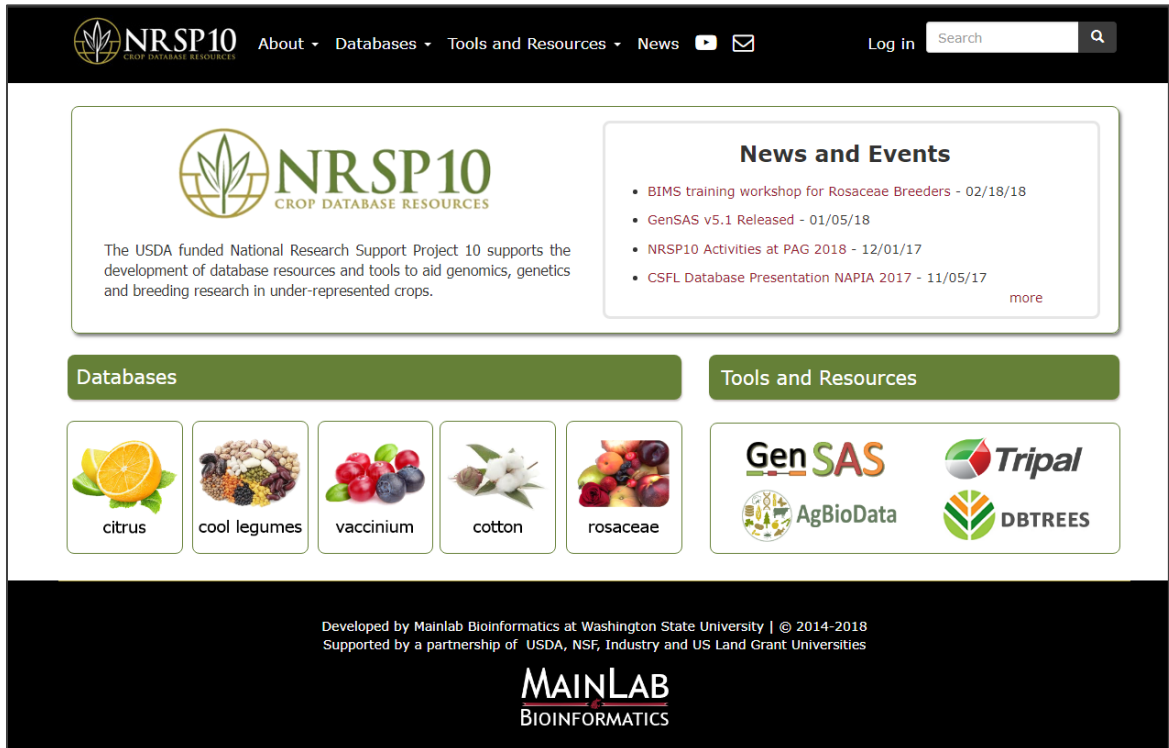 NRSP10
CROP DATABASE RESOURCES
About Databases Tools and Resources News Log in Search
NRSP10
CROP DATABASE RESOURCES
The USDA funded National Research Support Project 10 supports the
development of database resources and tools to aid genomics, genetics
and breeding research in under-represented crops.
News and Events
• BIMS training workshop for Rosaceae Breeders - 02/18/18
• GenSAS v5.1 Released - 01/05/18
• NRSP10 Activities at PAG 2018 - 12/01/17
• CSFL Database Presentation NAPIA 2017 - 11/05/17
more
Databases
citrus cool legumes vaccinium cotton rosaceae
Tools and Resources
GenSAS Tripal
AgBioData DBTREES
Developed by Mainlab Bioinformatics at Washington State University | © 2014-2018
Supported by a partnership of USDA, NSF, Industry and US Land Grant Universities
MAINLAB
BIOINFORMATICS